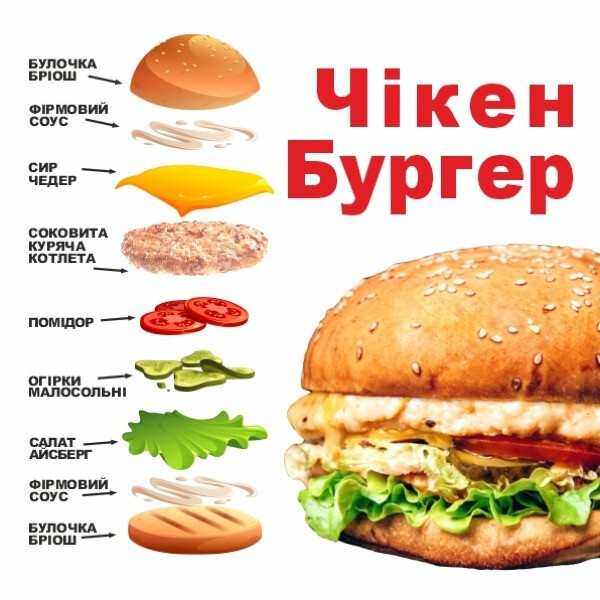 Чікен
Бургер
БУЛОЧКА
БРІОШ
ФІРМОВИЙ
СОУС
СИР
ЧЕДЕР
СОКОВИТА
КУРЯЧА
КОТЛЕТА
ПОМІДОР
ОГІРКИ
МАЛОСОЛЬНІ
САЛАТ
АЙСБЕРГ
ФІРМОВИЙ
СОУС
БУЛОЧКА
БРІОШ